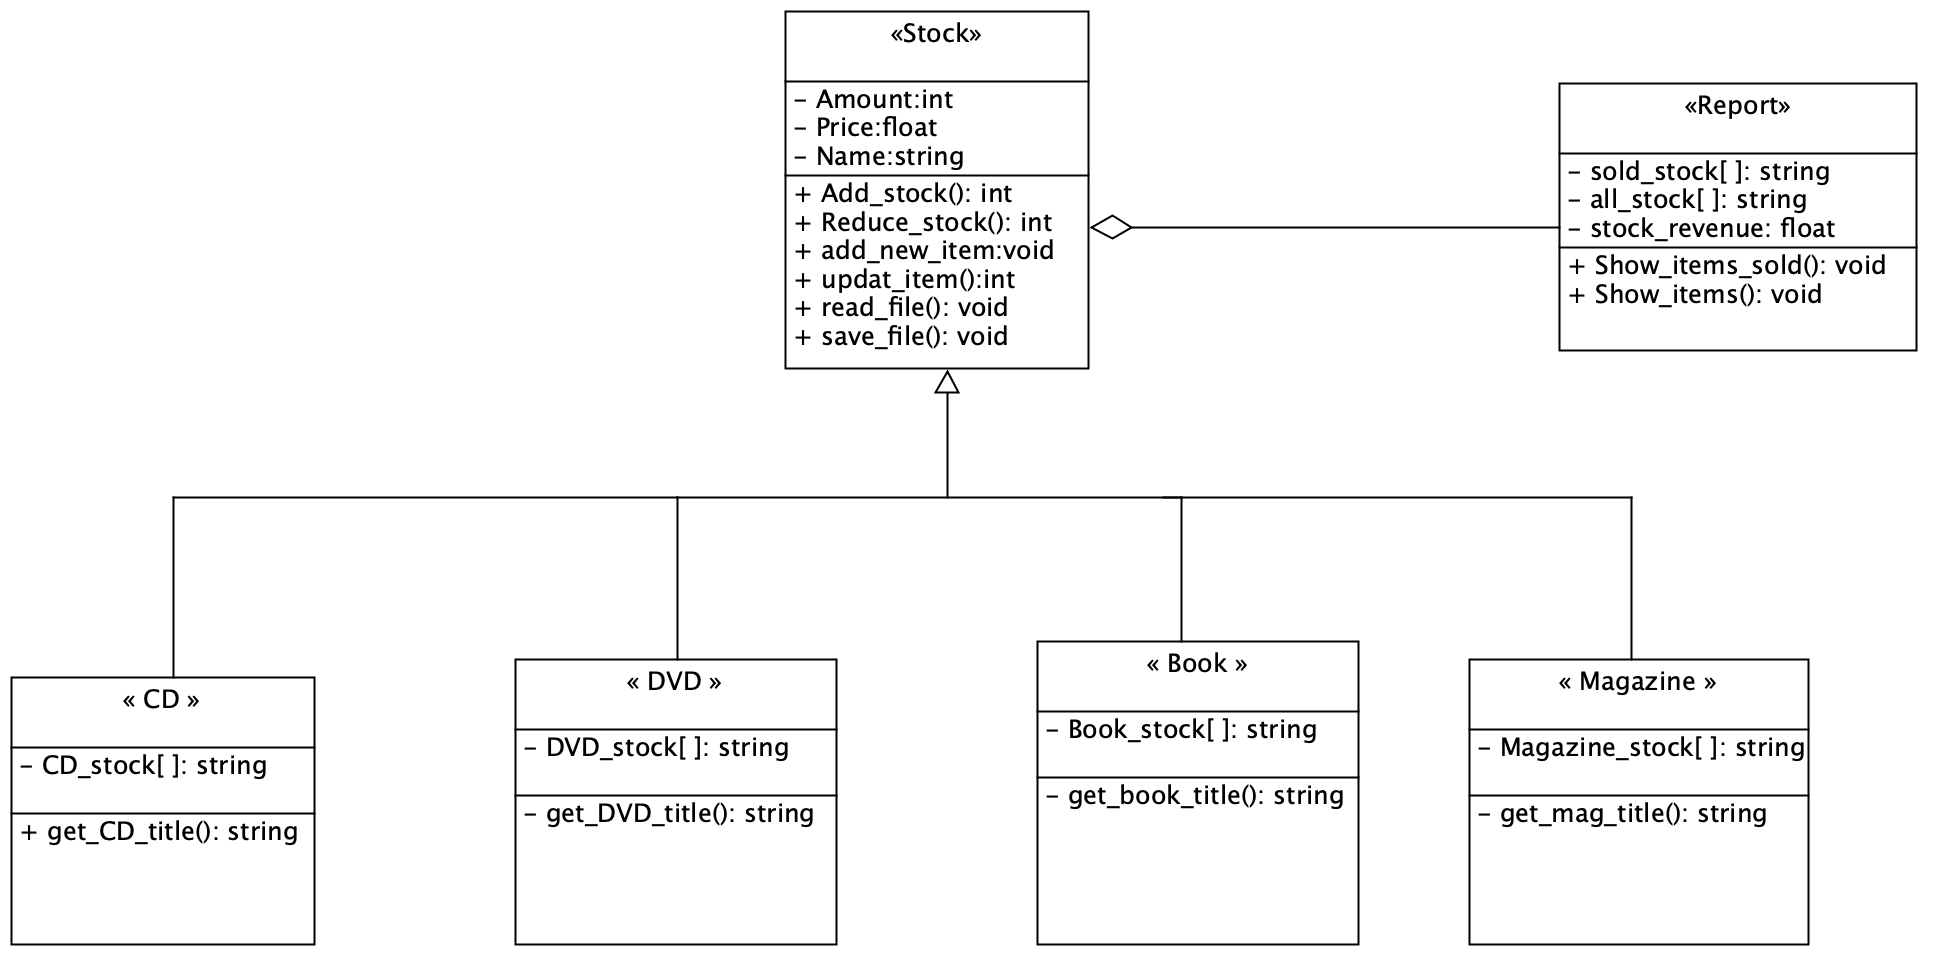 «Stock»
– Amount:int
– Price:float
– Name:string
+ Add_stock(): int
+ Reduce_stock(): int
+ add_new_item:void
+ updat_item():int
+ read_file(): void
+ save_file(): void
«Report»
– sold_stock[ ]: string
– all_stock[ ]: string
– stock_revenue: float
+ Show_items_sold(): void
+ Show_items(): void
« CD »
– CD_stock[ ]: string
+ get_CD_title(): string
« DVD »
– DVD_stock[ ]: string
– get_DVD_title(): string
« Book »
– Book_stock[ ]: string
– get_book_title(): string
« Magazine »
– Magazine_stock[ ]: string
– get_mag_title(): string